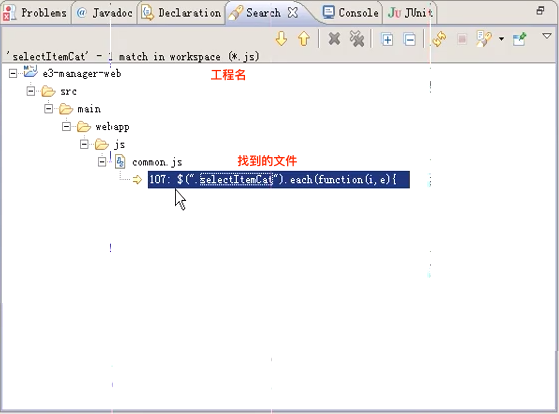 Problems @ Javadoc Declaration Search Console JUnit
'selectItemCat' - 1 match in workspace (*.js)
e3-manager-web 工程名
src
main
webapp
js
common.js 找到的文件
107: $(".selectItemCat").each(function(i,e){